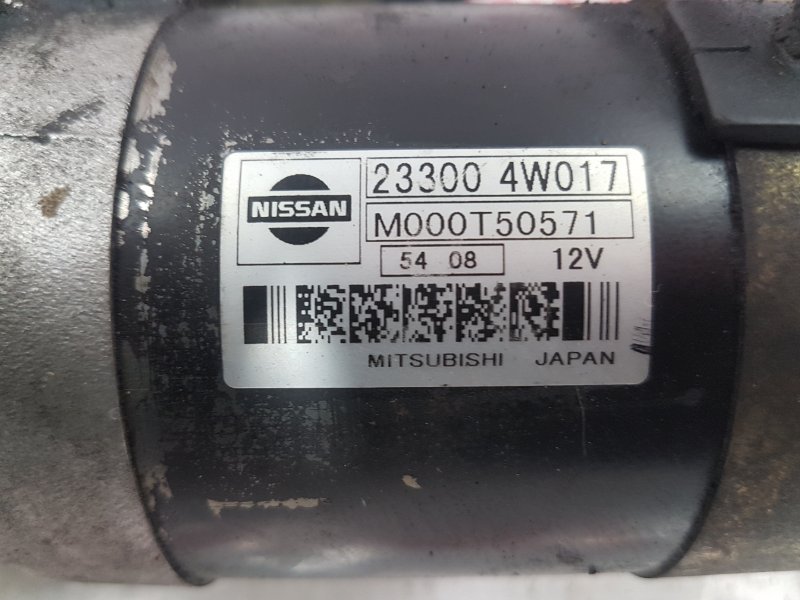 NISSAN
23300 4W017
M000T50571
54 08 12V
MITSUBISHI JAPAN